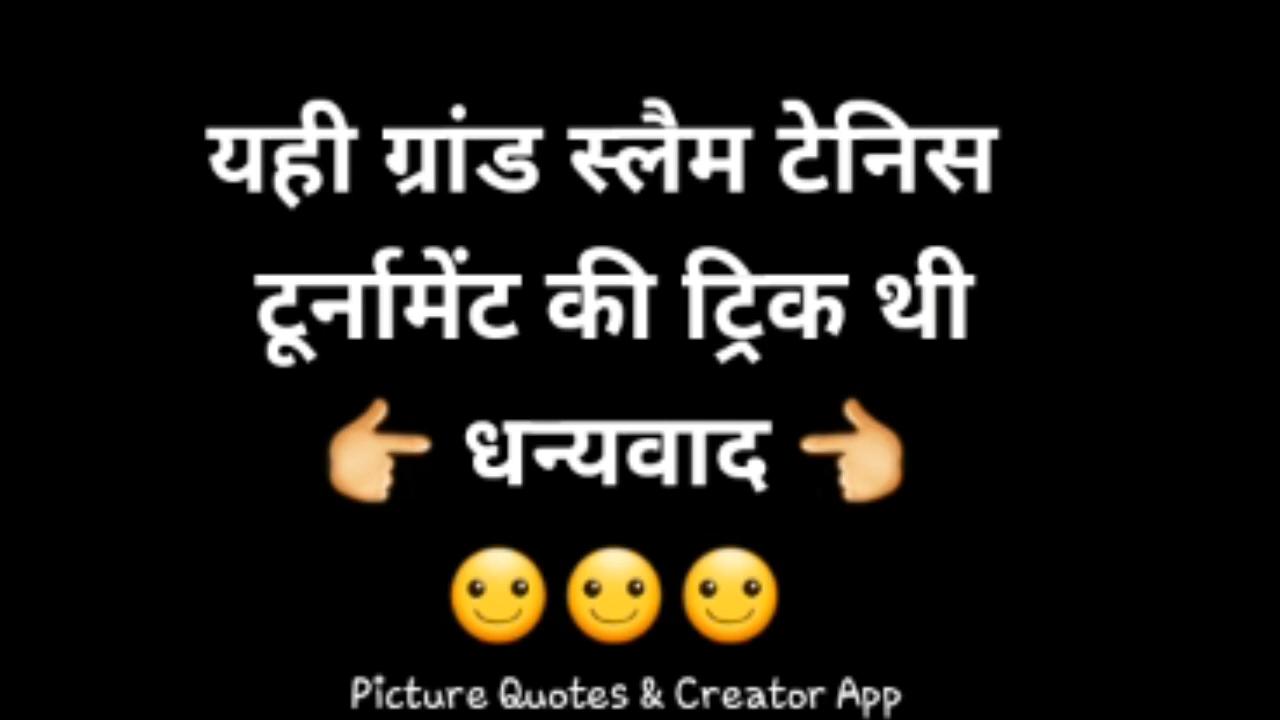 यही ग्रांड स्लैम टेनिस
टूर्नामेंट की ट्रिक थी
👉 धन्यवाद 👈
🙂🙂🙂
Picture Quotes & Creator App